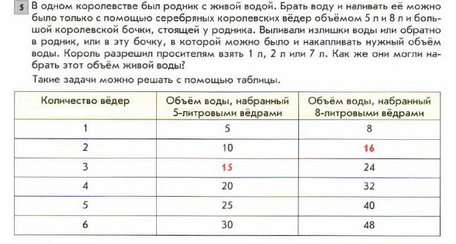 5 В одном королевстве был родник с живой водой. Брать воду и наливать её можно
было только с помощью серебряных королевских вёдер объёмом 5 л и 8 л и боль-
шой королевской бочки, стоящей у родника. Выливали излишки воды или обратно
в родник, или в эту бочку, в которой можно было и накапливать нужный объём
воды. Король разрешил просителям взять 1 л, 2 л или 7 л. Как же они могли на-
брать этот объём живой воды?
Такие задачи можно решать с помощью таблицы.
Количество вёдер Объём воды, набранный Объём воды, набранный
5-литровыми вёдрами 8-литровыми вёдрами
1 5 8
2 10 16
3 15 24
4 20 32
5 25 40
6 30 48